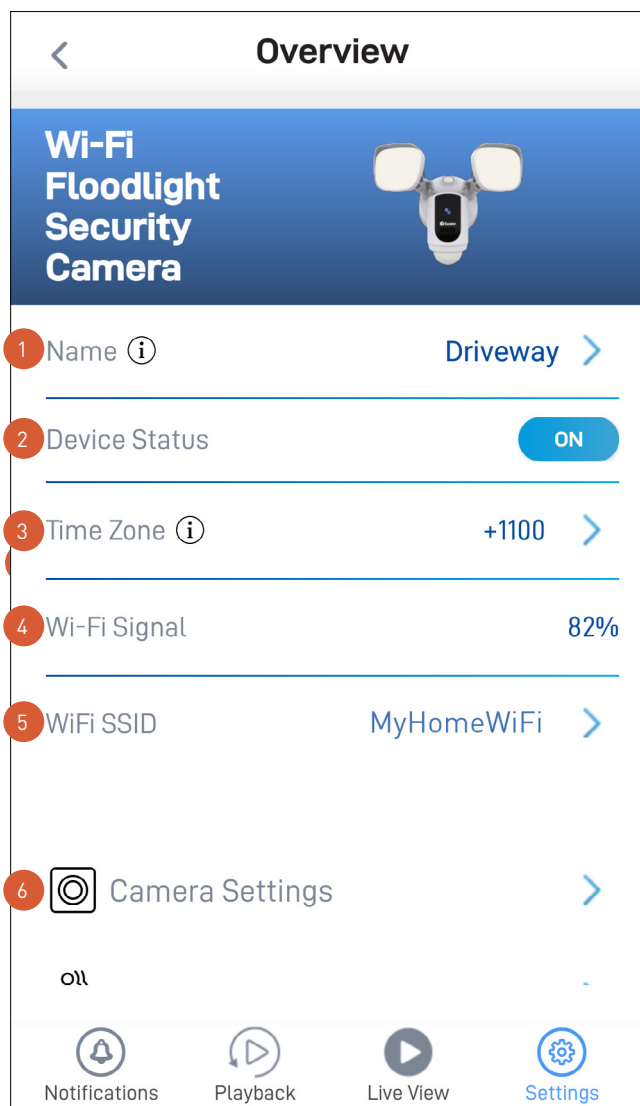 Overview
Wi-Fi
Floodlight
Security
Camera
1 Name i Driveway
2 Device Status ON
3 Time Zone i +1100
4 Wi-Fi Signal 82%
5 WiFi SSID MyHomeWiFi
6 Camera Settings
Notifications Playback Live View Settings